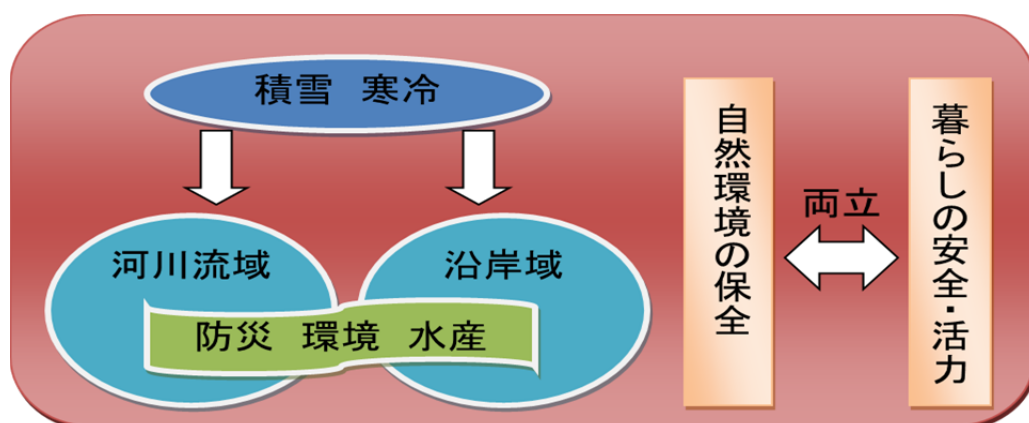 積雪 寒冷
河川流域
沿岸域
防災 環境 水産
自然環境の保全
両立
暮らしの安全・活力